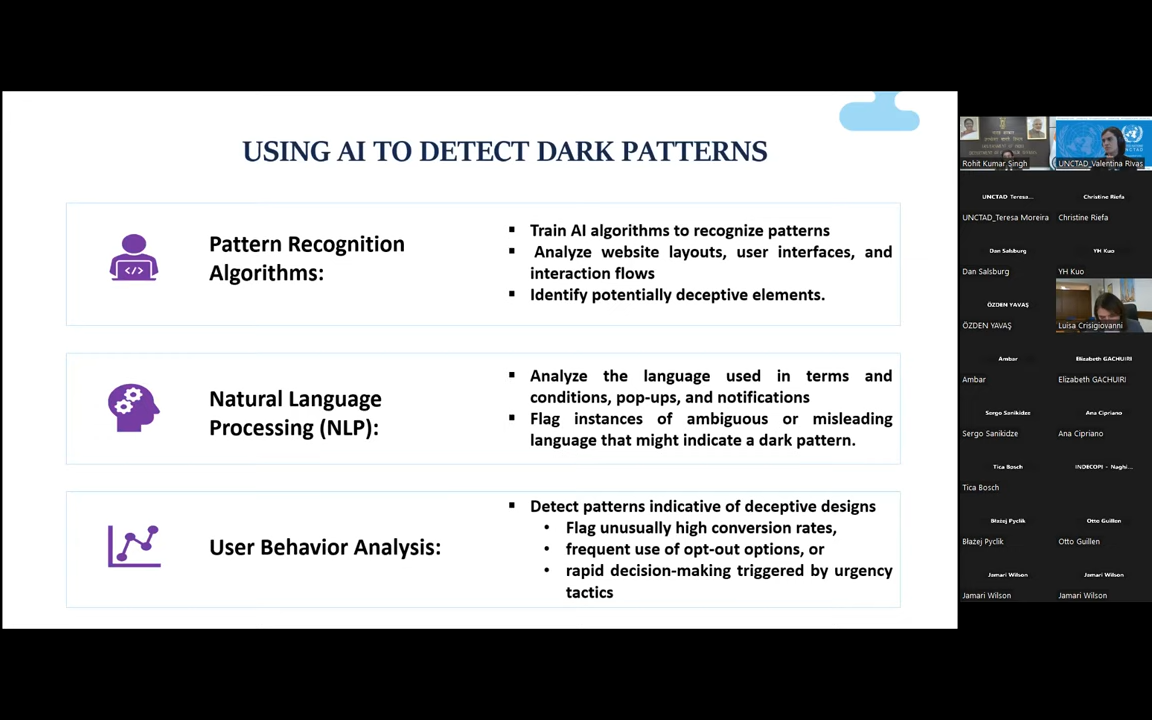 USING AI TO DETECT DARK PATTERNS
Pattern Recognition
Algorithms:
▪ Train AI algorithms to recognize patterns
▪ Analyze website layouts, user interfaces, and
interaction flows
▪ Identify potentially deceptive elements.
Natural Language
Processing (NLP):
▪ Analyze the language used in terms and
conditions, pop-ups, and notifications
▪ Flag instances of ambiguous or misleading
language that might indicate a dark pattern.
User Behavior Analysis:
▪ Detect patterns indicative of deceptive designs
• Flag unusually high conversion rates,
• frequent use of opt-out options, or
• rapid decision-making triggered by urgency
tactics
Rohit Kumar Singh
UNCTAD_Valentina Rivas
UNCTAD_Teresa...
UNCTAD_Teresa Moreira
Christine Riefa
Christine Riefa
Dan Salsburg
Dan Salsburg
YH Kuo
YH Kuo
ÖZDEN YAVAŞ
ÖZDEN YAVAŞ
Luisa Crisigiovanni
Ambar
Ambar
Elizabeth GACHUIRI
Elizabeth GACHUIRI
Sergo Sanikidze
Sergo Sanikidze
Ana Cipriano
Ana Cipriano
Tica Bosch
Tica Bosch
INDECOPI - Naghi...
Błażej Pyclik
Błażej Pyclik
Otto Guillen
Otto Guillen
Jamari Wilson
Jamari Wilson
Jamari Wilson
Jamari Wilson